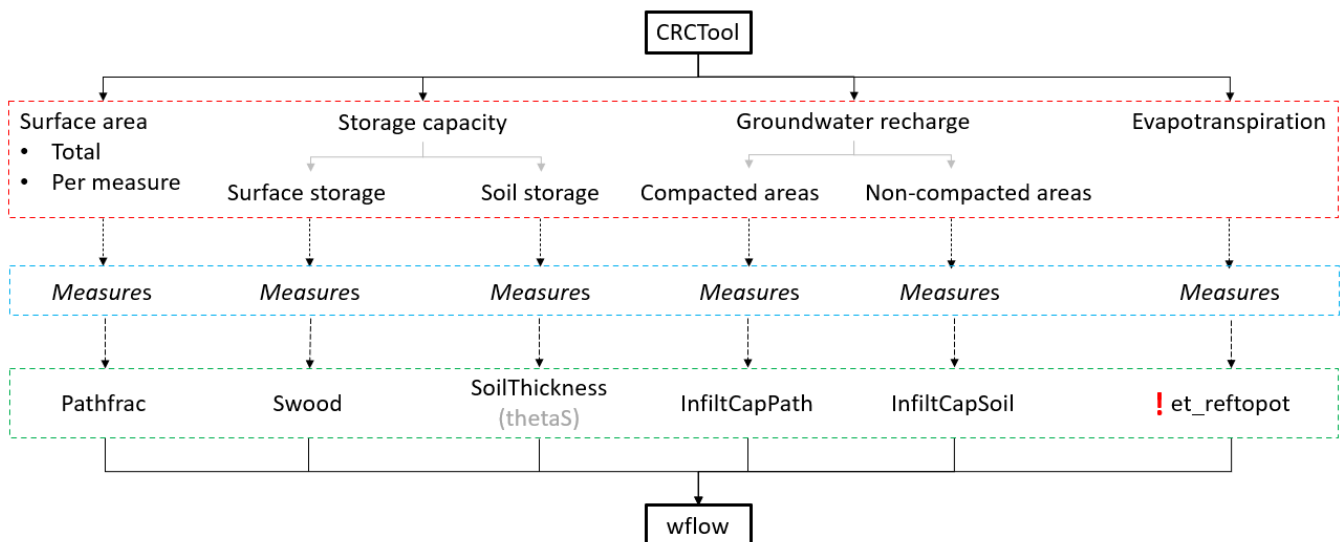 CRCTool
Surface area
• Total
• Per measure
Storage capacity
Groundwater recharge
Evapotranspiration
Surface storage
Soil storage
Compacted areas
Non-compacted areas
Measures
Measures
Measures
Measures
Measures
Measures
Pathfrac
Swood
SoilThickness
(thetaS)
InfiltCapPath
InfiltCapSoil
! et_reftopot
wflow